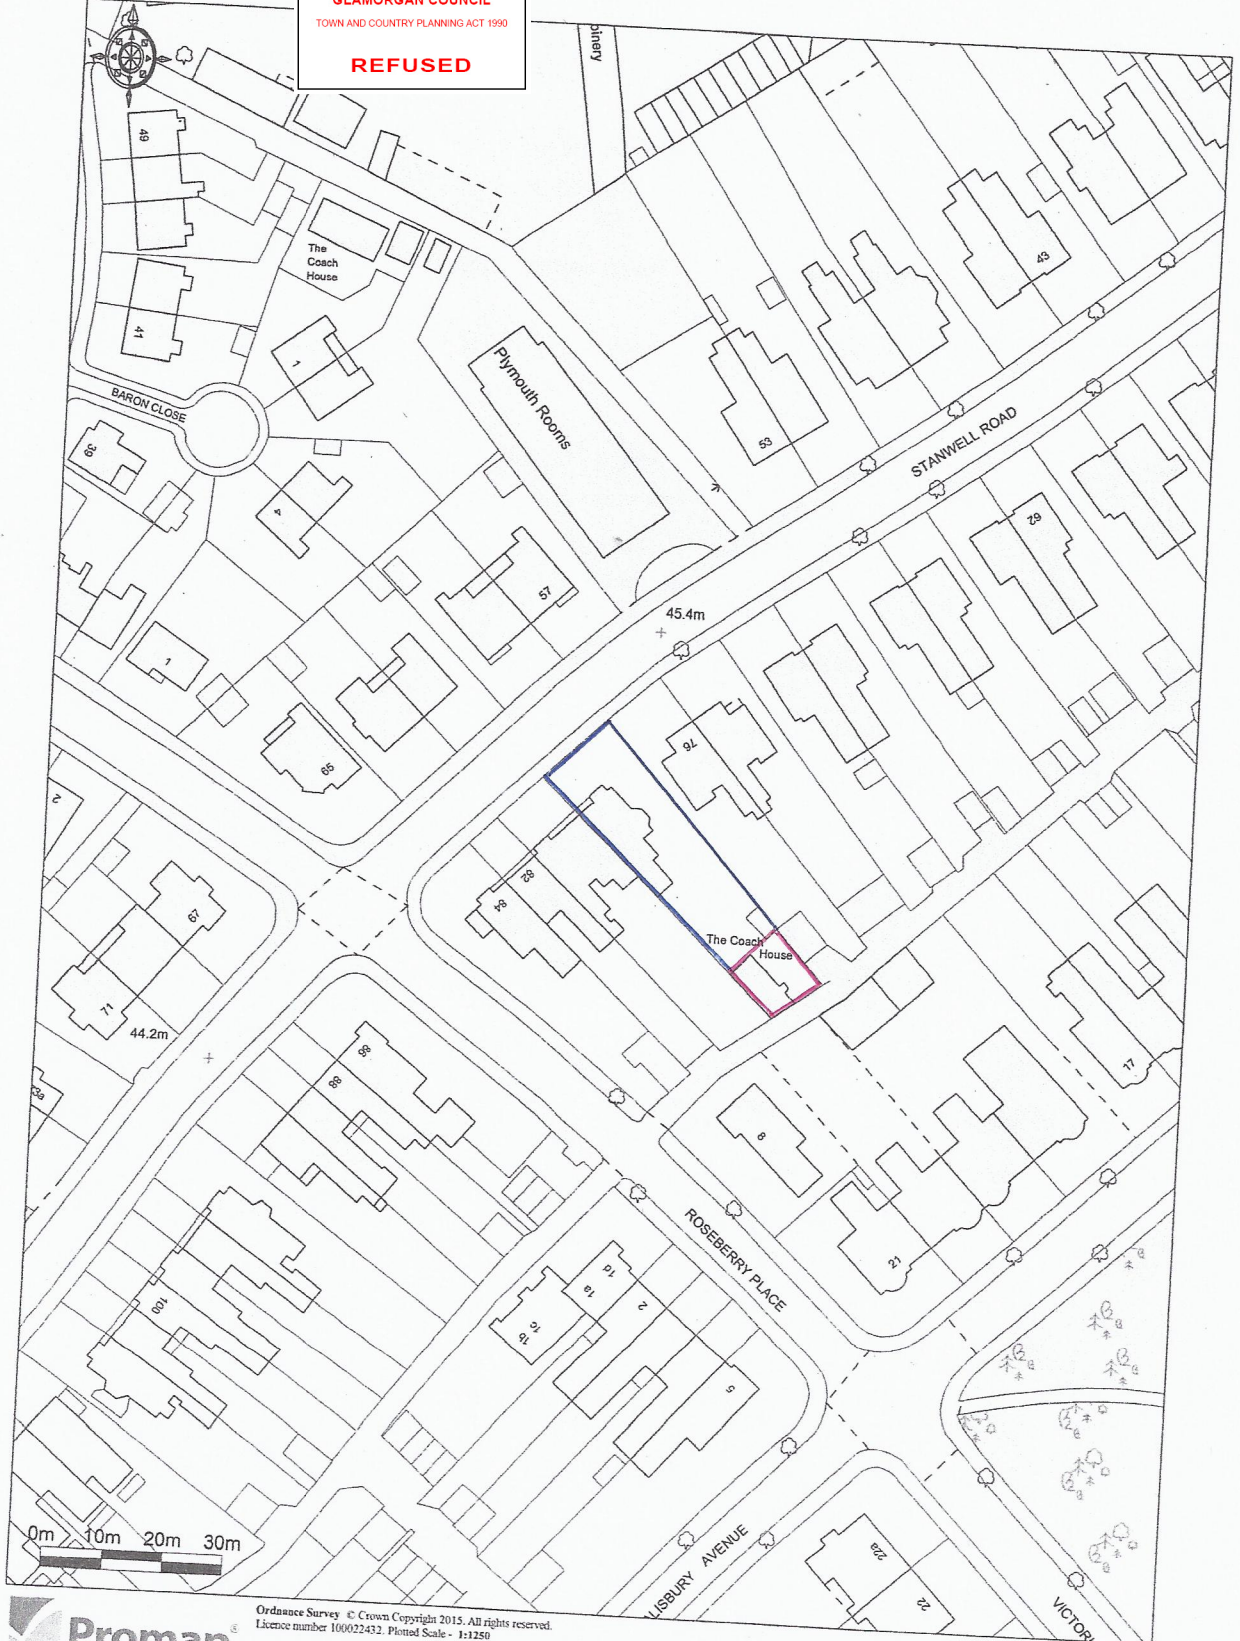 GLAMORGAN COUNCIL
TOWN AND COUNTRY PLANNING ACT 1990
REFUSED
49
The
Coach
House
41
1
BARON CLOSE
39
4
Plymouth Rooms
53
43
STANWELL ROAD
62
57
45.4m
1
65
76
2
82
84
67
The Coach
House
71
44.2m
3a
86
88
17
8
ROSEBERRY PLACE
21
1d
1a
2
1c
1b
100
5
0m 10m 20m 30m
22a
22
Ordnance Survey © Crown Copyright 2015. All rights reserved.
Licence number 100022432. Plotted Scale - 1:1250
Promap